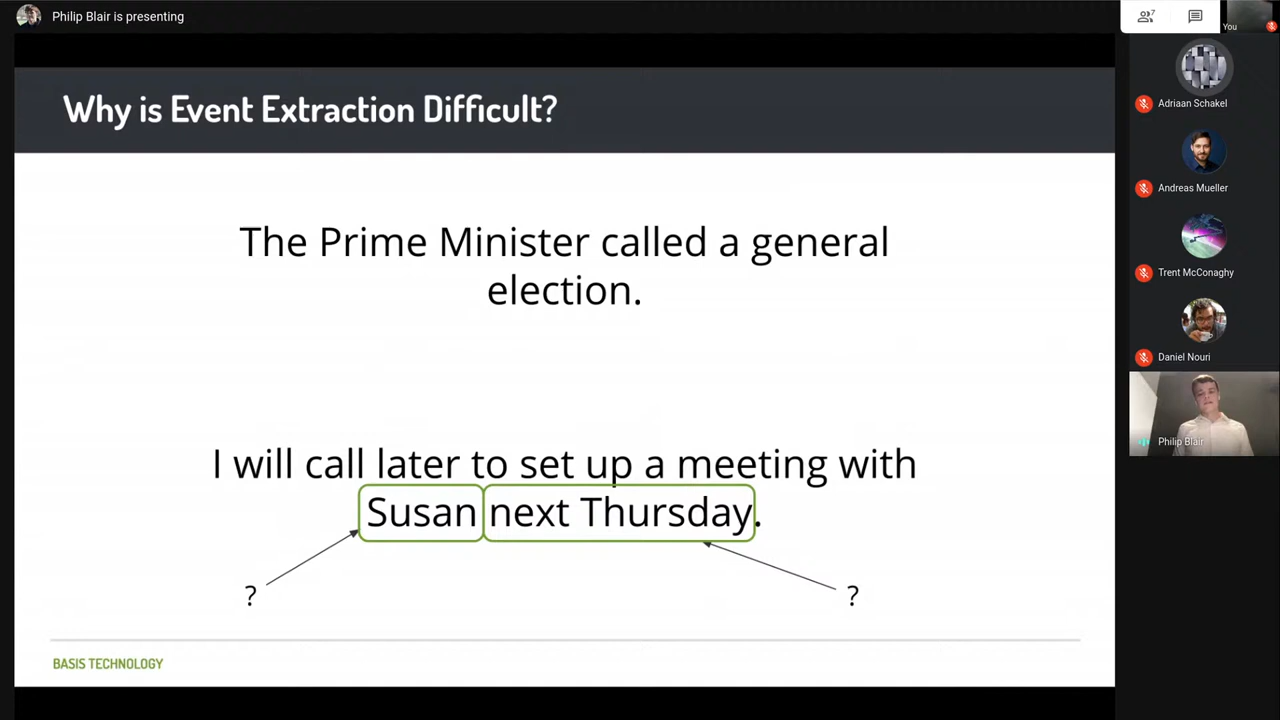 Philip Blair is presenting
7
You
Why is Event Extraction Difficult?
Adriaan Schakel
Andreas Mueller
The Prime Minister called a general
election.
Trent McConaghy
Daniel Nouri
I will call later to set up a meeting with
Susan next Thursday.
Philip Blair
? ?
BASIS TECHNOLOGY